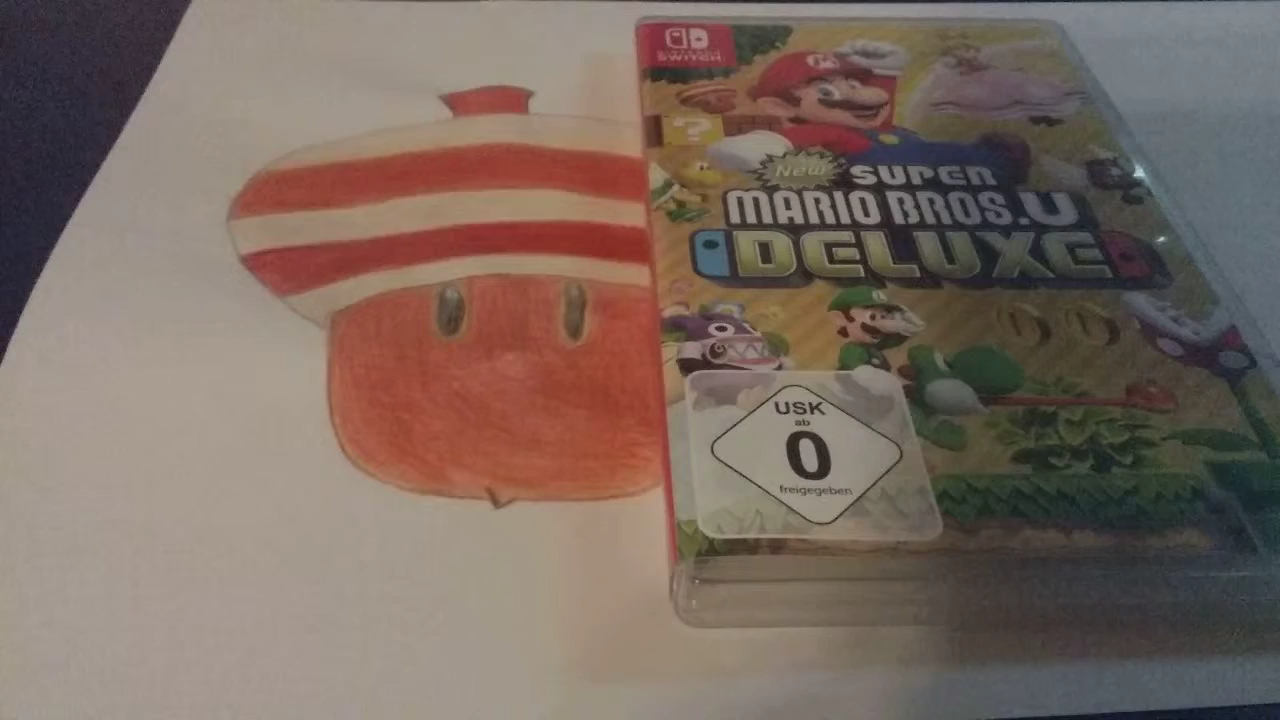 NINTENDO
SWITCH
M
?
New
SUPER
MARIO BROS.U
DELUXE
L
USK
ab
0
freigegeben